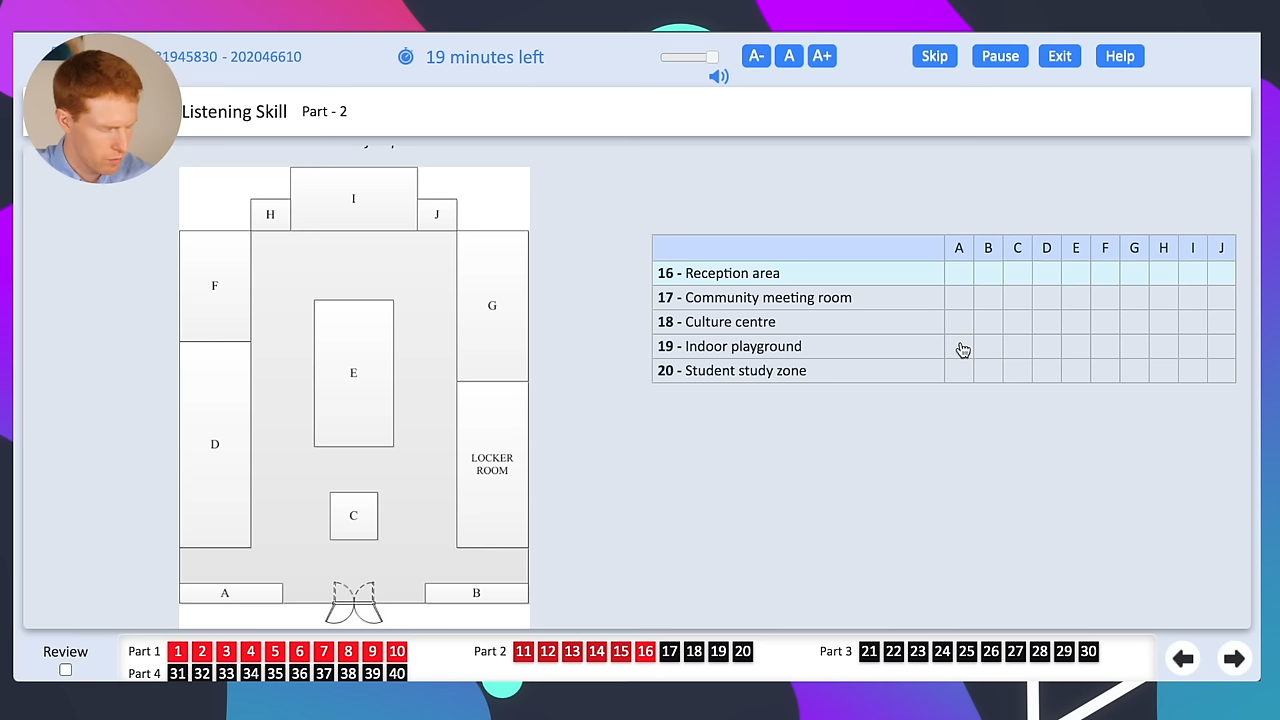 1945830 - 202046610
19 minutes left
A-
A
A+
Skip
Pause
Exit
Help
Listening Skill
Part - 2
I
H
J
F
G
E
D
LOCKER
ROOM
C
A
B
A B C D E F G H I J
16 - Reception area
17 - Community meeting room
18 - Culture centre
19 - Indoor playground
20 - Student study zone
Review
Part 1 1 2 3 4 5 6 7 8 9 10
Part 2 11 12 13 14 15 16 17 18 19 20
Part 3 21 22 23 24 25 26 27 28 29 30
Part 4 31 32 33 34 35 36 37 38 39 40